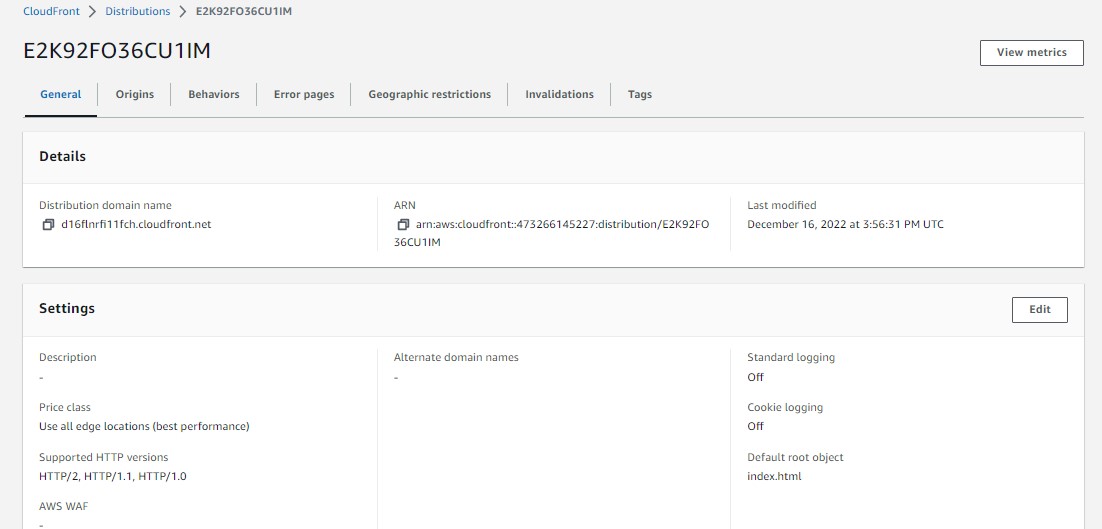 CloudFront > Distributions > E2K92FO36CU1IM
E2K92FO36CU1IM
View metrics
General
Origins
Behaviors
Error pages
Geographic restrictions
Invalidations
Tags
Details
Distribution domain name
d16flnrfi11fch.cloudfront.net
ARN
arn:aws:cloudfront::473266145227:distribution/E2K92FO
36CU1IM
Last modified
December 16, 2022 at 3:56:31 PM UTC
Settings
Edit
Description
-
Price class
Use all edge locations (best performance)
Supported HTTP versions
HTTP/2, HTTP/1.1, HTTP/1.0
AWS WAF
-
Alternate domain names
-
Standard logging
Off
Cookie logging
Off
Default root object
index.html